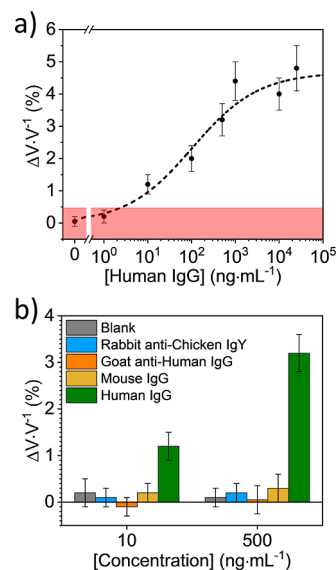 a)
6
5
4
3
2
1
0
ΔV·V⁻¹ (%)
0 10⁰ 10¹ 10² 10³ 10⁴ 10⁵
[Human IgG] (ng·mL⁻¹)
b)
Blank
Rabbit anti-Chicken IgY
Goat anti-Human IgG
Mouse IgG
Human IgG
4
3
2
1
0
ΔV·V⁻¹ (%)
10 500
[Concentration] (ng·mL⁻¹)